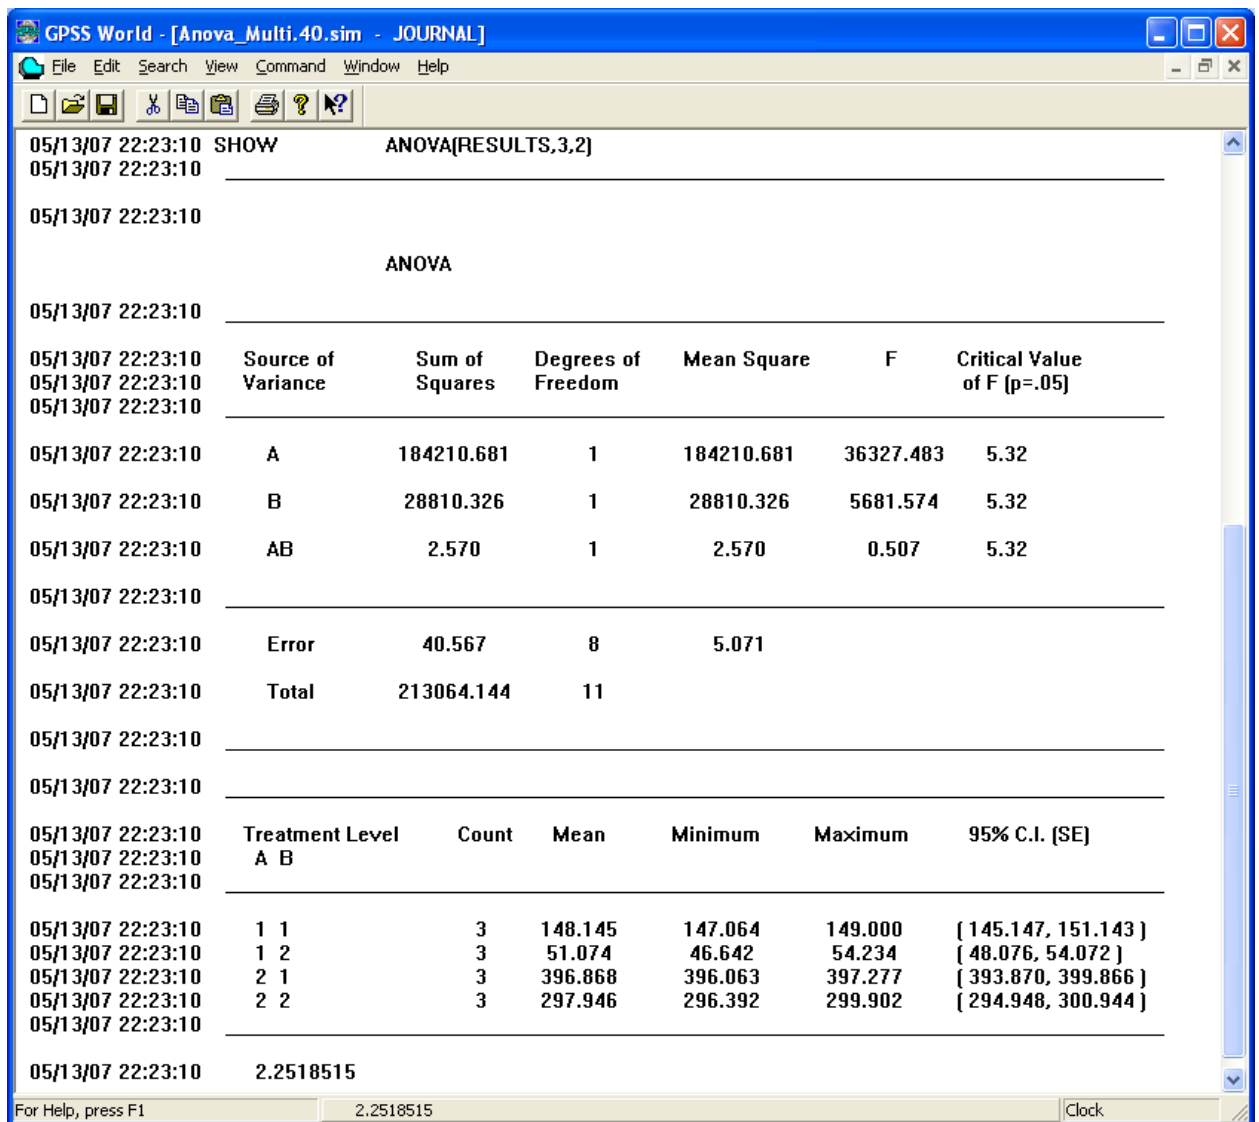 GPSS World - [Anova_Multi.40.sim - JOURNAL]
File Edit Search View Command Window Help
05/13/07 22:23:10 SHOW ANOVA(RESULTS,3,2)
05/13/07 22:23:10
05/13/07 22:23:10
ANOVA
05/13/07 22:23:10
05/13/07 22:23:10 Source of Sum of Degrees of Mean Square F Critical Value
05/13/07 22:23:10 Variance Squares Freedom of F (p=.05)
05/13/07 22:23:10
05/13/07 22:23:10 A 184210.681 1 184210.681 36327.483 5.32
05/13/07 22:23:10 B 28810.326 1 28810.326 5681.574 5.32
05/13/07 22:23:10 AB 2.570 1 2.570 0.507 5.32
05/13/07 22:23:10
05/13/07 22:23:10 Error 40.567 8 5.071
05/13/07 22:23:10 Total 213064.144 11
05/13/07 22:23:10
05/13/07 22:23:10
05/13/07 22:23:10 Treatment Level Count Mean Minimum Maximum 95% C.I. (SE)
05/13/07 22:23:10 A B
05/13/07 22:23:10
05/13/07 22:23:10 1 1 3 148.145 147.064 149.000 ( 145.147, 151.143 )
05/13/07 22:23:10 1 2 3 51.074 46.642 54.234 ( 48.076, 54.072 )
05/13/07 22:23:10 2 1 3 396.868 396.063 397.277 ( 393.870, 399.866 )
05/13/07 22:23:10 2 2 3 297.946 296.392 299.902 ( 294.948, 300.944 )
05/13/07 22:23:10
05/13/07 22:23:10 2.2518515
For Help, press F1 2.2518515 Clock